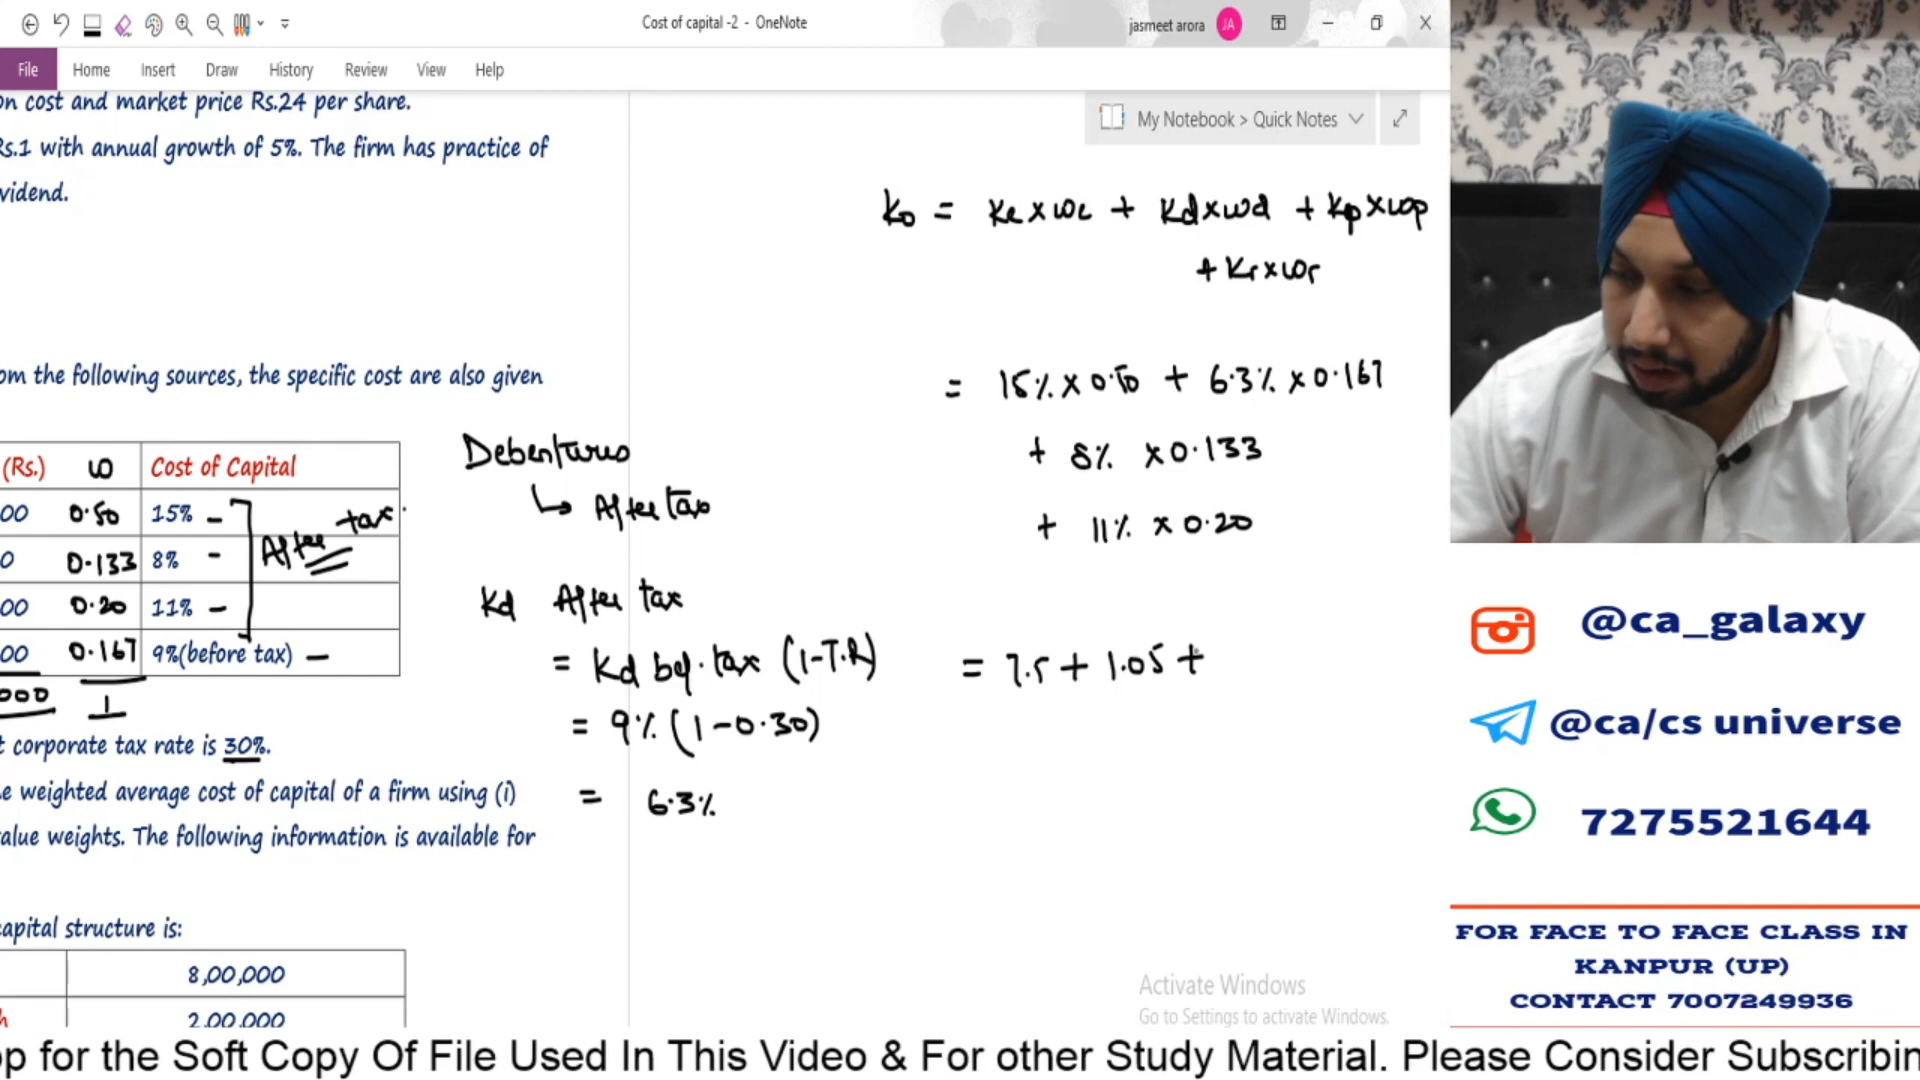 Cost of capital -2 - OneNote
jasmeet arora JA
File Home Insert Draw History Review View Help
on cost and market price Rs.24 per share.
Rs.1 with annual growth of 5%. The firm has practice of
vidend.
My Notebook > Quick Notes
Ko = Ke x we + Kd x wd + Kp x wp
+ Kr x wr
om the following sources, the specific cost are also given
= 15% x 0.50 + 6.3% x 0.167
+ 8% x 0.133
+ 11% x 0.20
(Rs.) ω Cost of Capital
00 0.50 15% -
0 0.133 8% -
00 0.20 11% -
00 0.167 9%(before tax) -
000 1
After tax
Debentures
↳ After Tax
Kd After tax
= Kd bef. tax (1-T.R)
= 9% (1-0.30)
= 6.3%
= 7.5 + 1.05 +
t corporate tax rate is 30%.
e weighted average cost of capital of a firm using (i)
alue weights. The following information is available for
capital structure is:
8,00,000
h 2,00,000
Activate Windows
Go to Settings to activate Windows.
@ca_galaxy
@ca/cs universe
7275521644
FOR FACE TO FACE CLASS IN
KANPUR (UP)
CONTACT 7007249936
pp for the Soft Copy Of File Used In This Video & For other Study Material. Please Consider Subscribin